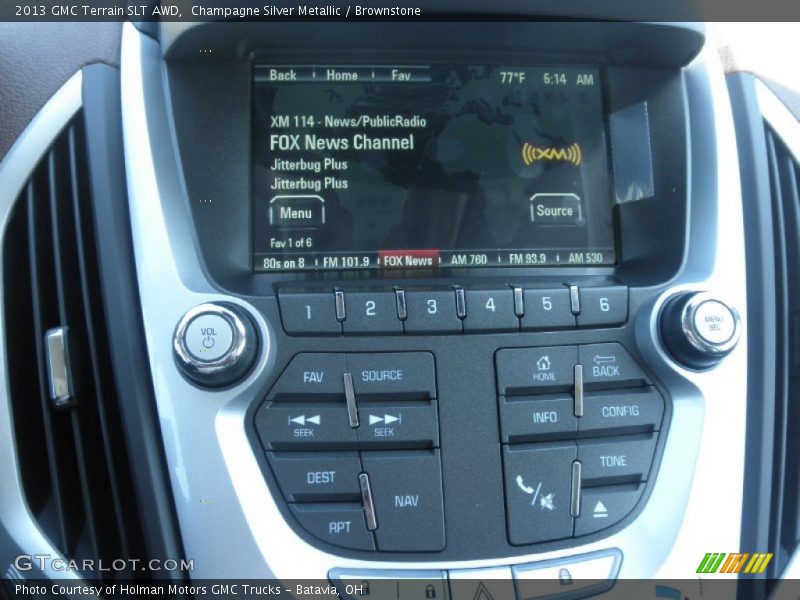 2013 GMC Terrain SLT AWD,  Champagne Silver Metallic / Brownstone
Back Home Fav 77°F 5:14 AM
XM 114 - News/PublicRadio
FOX News Channel
((XM))
Jitterbug Plus
Jitterbug Plus
Menu Source
Fav 1 of 6
80s on 8 FM 101.9 FOX News AM 760 FM 93.9 AM 530
1 2 3 4 5 6
VOL
MENU
SEL
FAV SOURCE
HOME BACK
SEEK SEEK
INFO CONFIG
DEST NAV
TONE
RPT
GTCARLOT.COM
Photo Courtesy of Holman Motors GMC Trucks - Batavia, OH